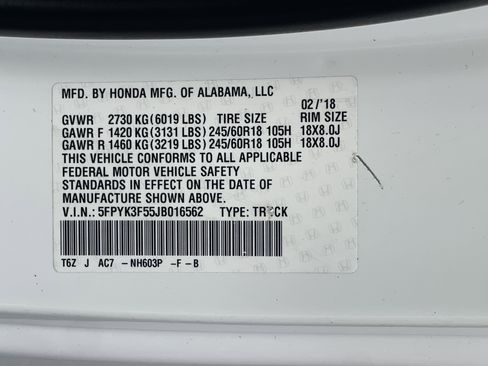 MFD. BY HONDA MFG. OF ALABAMA, LLC
02/'18
GVWR 2730 KG(6019 LBS) TIRE SIZE RIM SIZE
GAWR F 1420 KG(3131 LBS) 245/60R18 105H 18X8.0J
GAWR R 1460 KG(3219 LBS) 245/60R18 105H 18X8.0J
THIS VEHICLE CONFORMS TO ALL APPLICABLE
FEDERAL MOTOR VEHICLE SAFETY
STANDARDS IN EFFECT ON THE DATE OF
MANUFACTURE SHOWN ABOVE.
V.I.N.: 5FPYK3F55JB016562 TYPE: TRUCK
T6Z J AC7 -NH603P -F -B